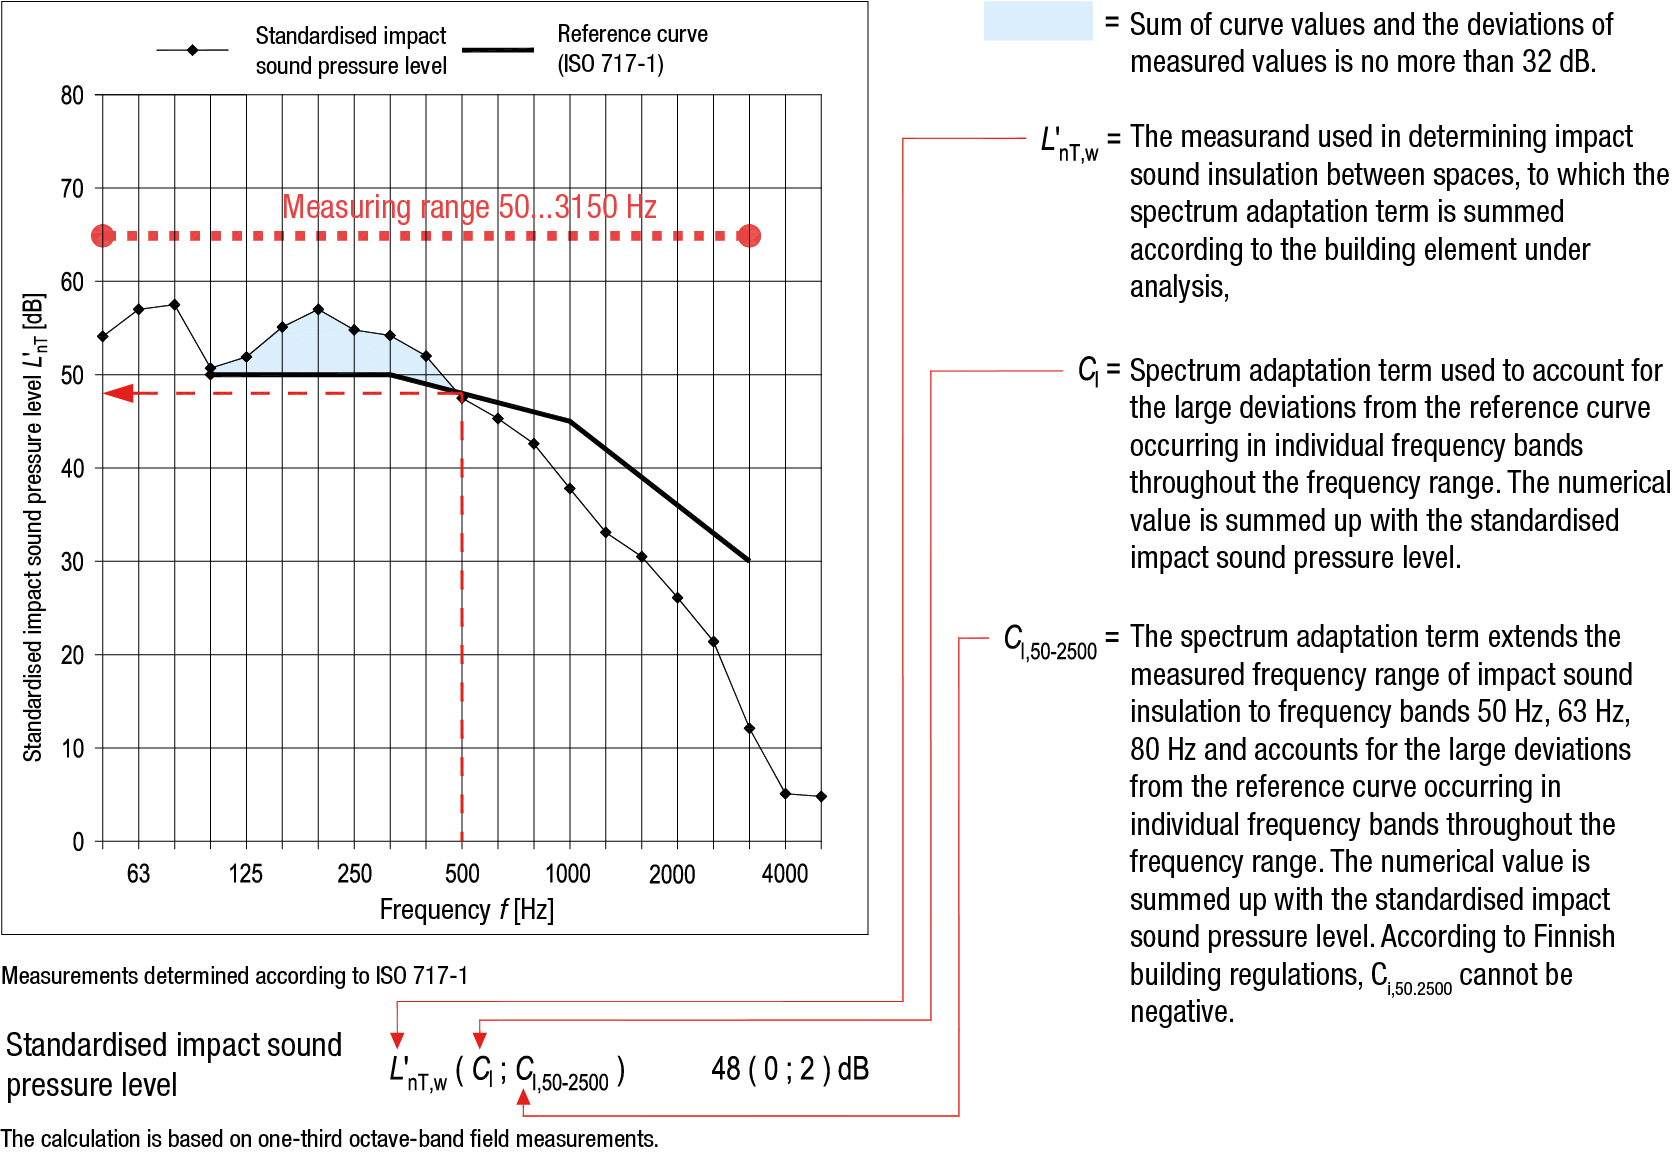 Standardised impact
sound pressure level
Reference curve
(ISO 717-1)
80
70
60
50
40
30
20
10
0
Measuring range 50...3150 Hz
Standardised impact sound pressure level L'nT [dB]
63 125 250 500 1000 2000 4000
Frequency f [Hz]
= Sum of curve values and the deviations of
measured values is no more than 32 dB.
L'nT,w = The measurand used in determining impact
sound insulation between spaces, to which the
spectrum adaptation term is summed
according to the building element under
analysis,
CI = Spectrum adaptation term used to account for
the large deviations from the reference curve
occurring in individual frequency bands
throughout the frequency range. The numerical
value is summed up with the standardised
impact sound pressure level.
CI,50-2500 = The spectrum adaptation term extends the
measured frequency range of impact sound
insulation to frequency bands 50 Hz, 63 Hz,
80 Hz and accounts for the large deviations
from the reference curve occurring in
individual frequency bands throughout the
frequency range. The numerical value is
summed up with the standardised impact
sound pressure level. According to Finnish
building regulations, Ci,50.2500 cannot be
negative.
Measurements determined according to ISO 717-1
Standardised impact sound
pressure level
L'nT,w ( CI ; CI,50-2500 ) 48 ( 0 ; 2 ) dB
The calculation is based on one-third octave-band field measurements.